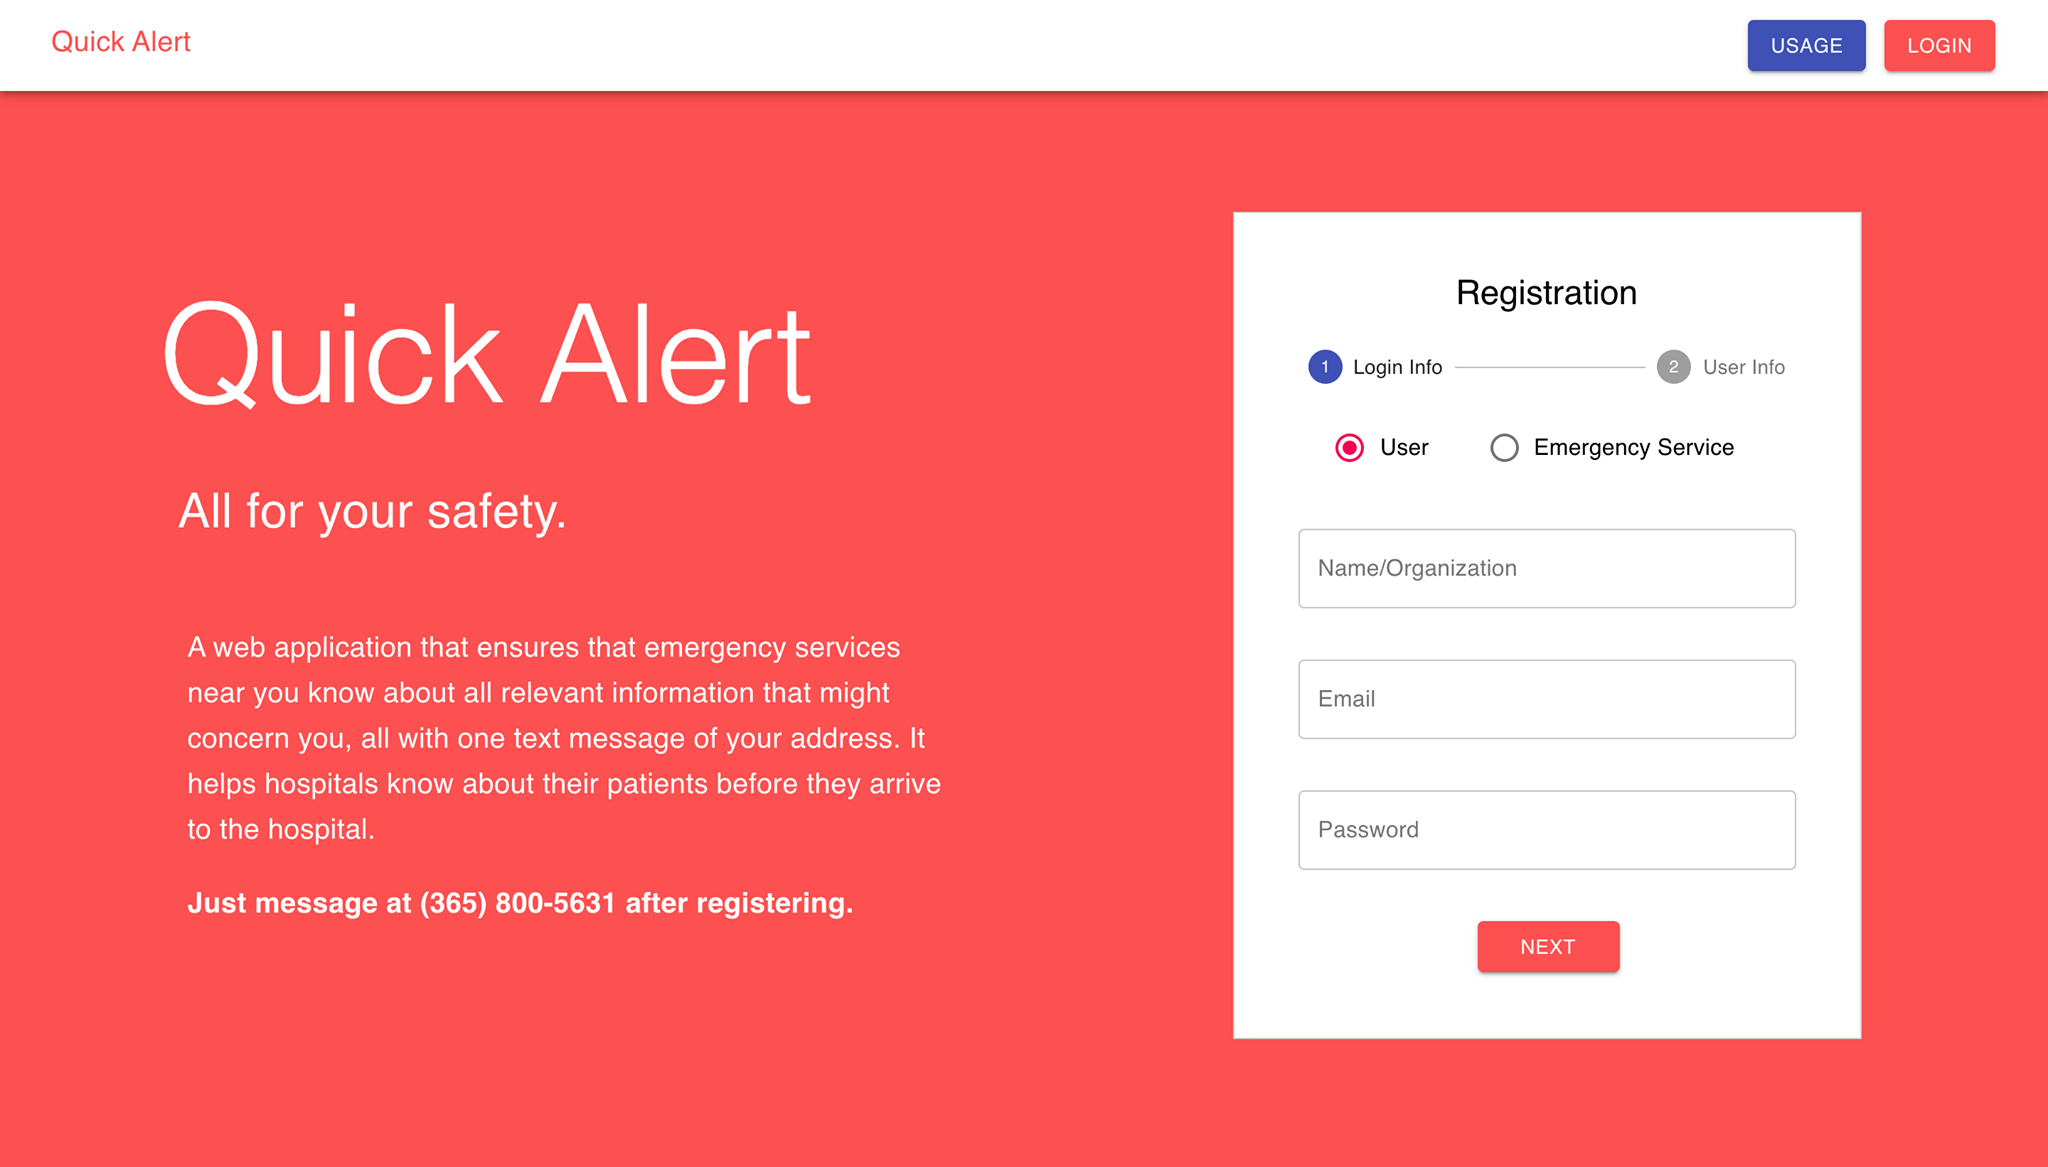 Quick Alert
USAGE
LOGIN
Quick Alert
All for your safety.
A web application that ensures that emergency services
near you know about all relevant information that might
concern you, all with one text message of your address. It
helps hospitals know about their patients before they arrive
to the hospital.
Just message at (365) 800-5631 after registering.
Registration
1 Login Info
2 User Info
User
Emergency Service
Name/Organization
Email
Password
NEXT